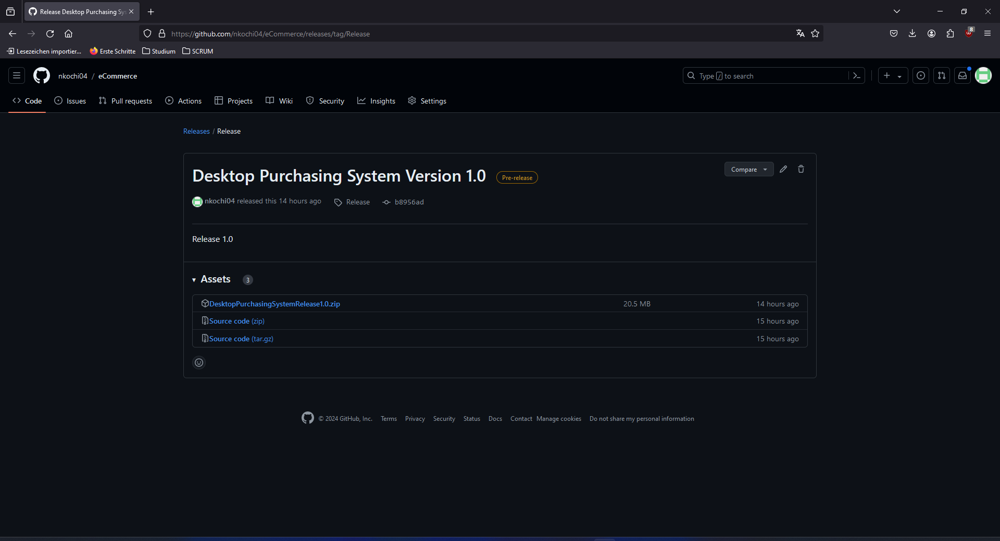 Release Desktop Purchasing Sys
https://github.com/nkochi04/eCommerce/releases/tag/Release
8
Lesezeichen importier... Erste Schritte Studium SCRUM
nkochi04 / eCommerce Type / to search
Code Issues Pull requests Actions Projects Wiki Security Insights Settings
Releases / Release
Desktop Purchasing System Version 1.0 Pre-release Compare
nkochi04 released this 14 hours ago Release b8956ad
Release 1.0
Assets 3
DesktopPurchasingSystemRelease1.0.zip 20.5 MB 14 hours ago
Source code (zip) 15 hours ago
Source code (tar.gz) 15 hours ago
© 2024 GitHub, Inc. Terms Privacy Security Status Docs Contact Manage cookies Do not share my personal information